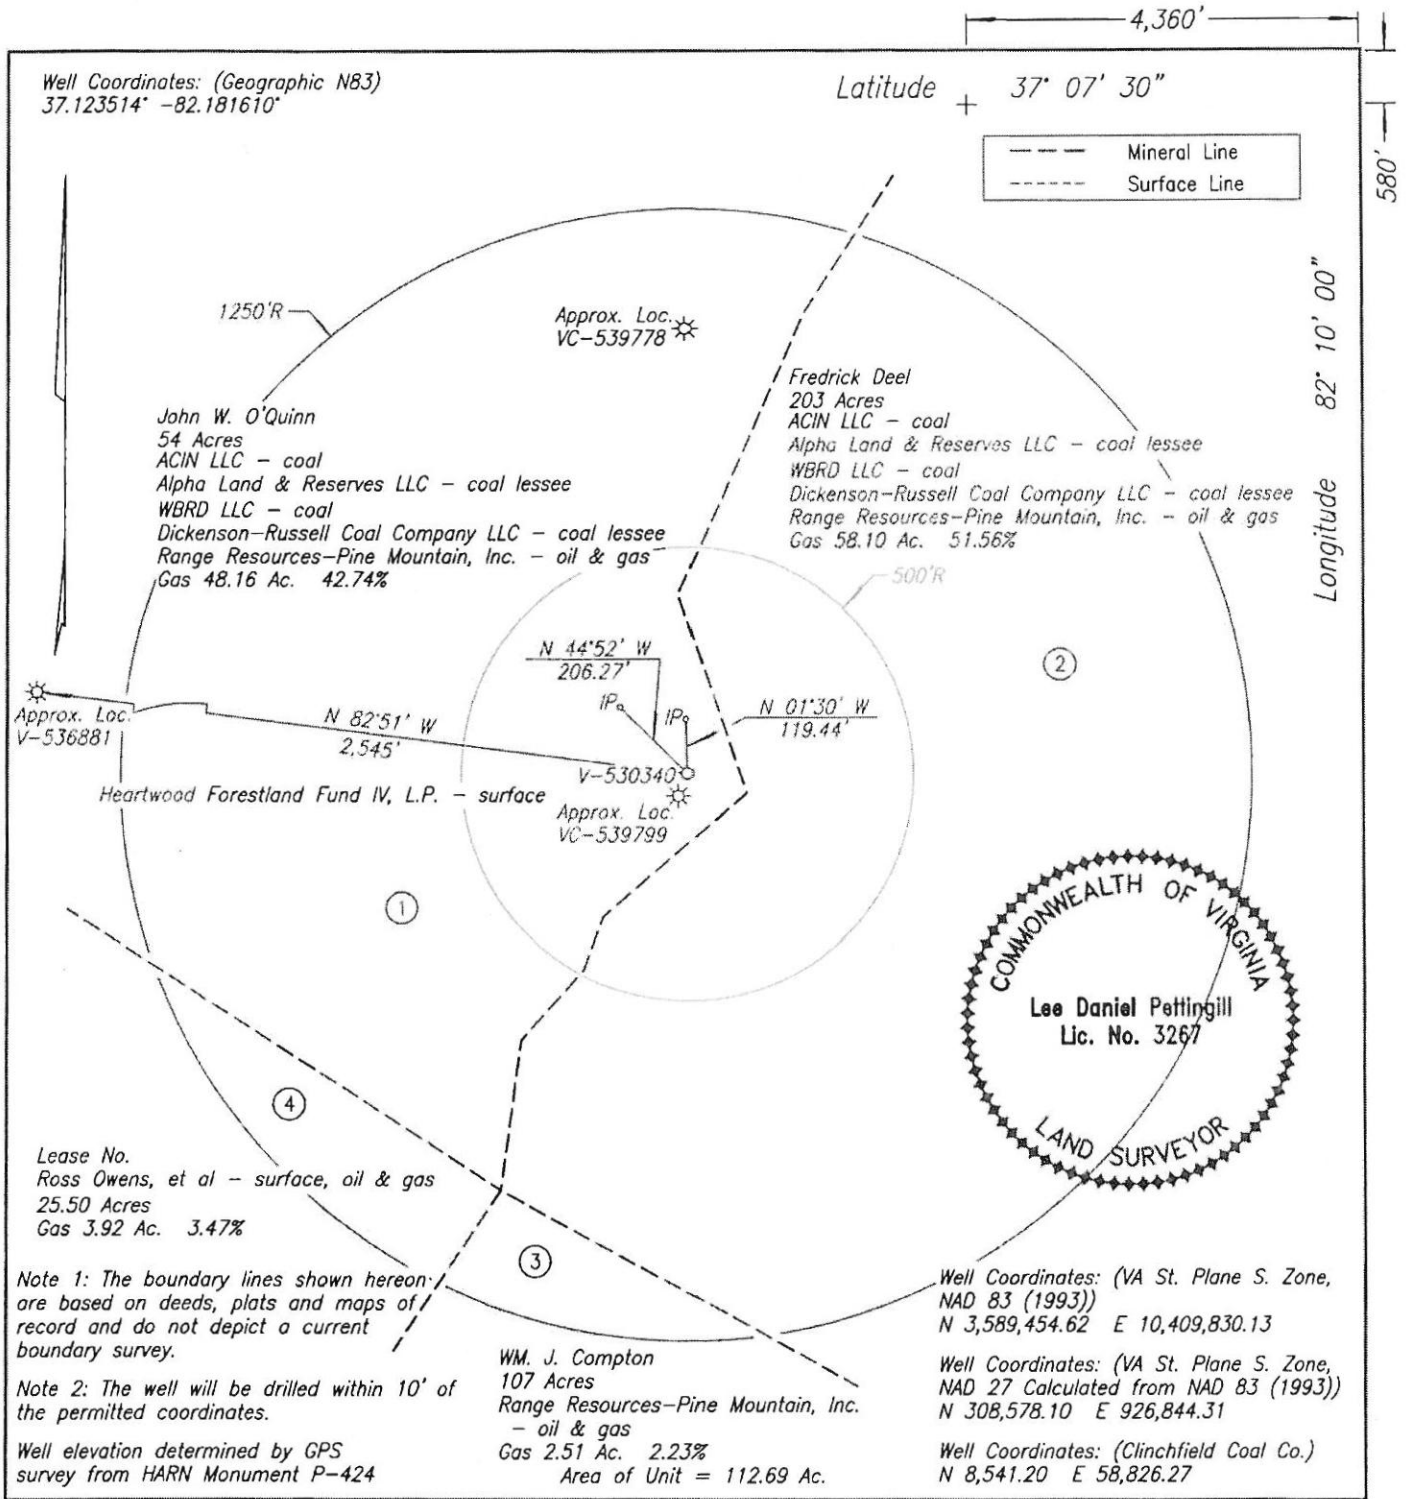 4,360'
Well Coordinates: (Geographic N83)
37.123514° -82.181610°
Latitude 37° 07' 30"
580'
Mineral Line
Surface Line
Longitude 82° 10' 00"
1250'R
Approx. Loc.
VC-539778
John W. O'Quinn
54 Acres
ACIN LLC - coal
Alpha Land & Reserves LLC - coal lessee
WBRD LLC - coal
Dickenson-Russell Coal Company LLC - coal lessee
Range Resources-Pine Mountain, Inc. - oil & gas
Gas 48.16 Ac. 42.74%
Fredrick Deel
203 Acres
ACIN LLC - coal
Alpha Land & Reserves LLC - coal lessee
WBRD LLC - coal
Dickenson-Russell Coal Company LLC - coal lessee
Range Resources-Pine Mountain, Inc. - oil & gas
Gas 58.10 Ac. 51.56%
500'R
N 44°52' W
206.27'
2
IP
IP
N 01°30' W
119.44'
Approx. Loc.
V-536881
N 82°51' W
2,545'
V-530340
Heartwood Forestland Fund IV, L.P. - surface
Approx. Loc.
VC-539799
1
COMMONWEALTH OF VIRGINIA
Lee Daniel Pettingill
Lic. No. 3267
LAND SURVEYOR
4
Lease No.
Ross Owens, et al - surface, oil & gas
25.50 Acres
Gas 3.92 Ac. 3.47%
3
Note 1: The boundary lines shown hereon
are based on deeds, plats and maps of
record and do not depict a current
boundary survey.
Note 2: The well will be drilled within 10' of
the permitted coordinates.
Well elevation determined by GPS
survey from HARN Monument P-424
WM. J. Compton
107 Acres
Range Resources-Pine Mountain, Inc.
- oil & gas
Gas 2.51 Ac. 2.23%
Area of Unit = 112.69 Ac.
Well Coordinates: (VA St. Plane S. Zone,
NAD 83 (1993))
N 3,589,454.62 E 10,409,830.13
Well Coordinates: (VA St. Plane S. Zone,
NAD 27 Calculated from NAD 83 (1993))
N 308,578.10 E 926,844.31
Well Coordinates: (Clinchfield Coal Co.)
N 8,541.20 E 58,826.27